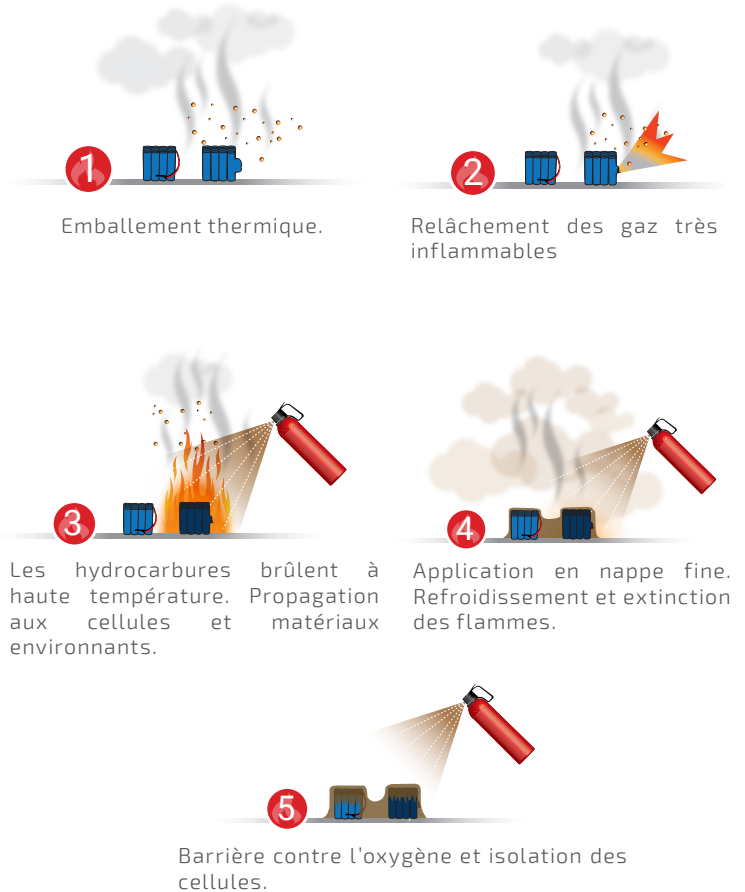 1
Emballement thermique.
2
Relâchement des gaz très
inflammables
3
Les hydrocarbures brûlent à
haute température. Propagation
aux cellules et matériaux
environnants.
4
Application en nappe fine.
Refroidissement et extinction
des flammes.
5
Barrière contre l'oxygène et isolation des
cellules.